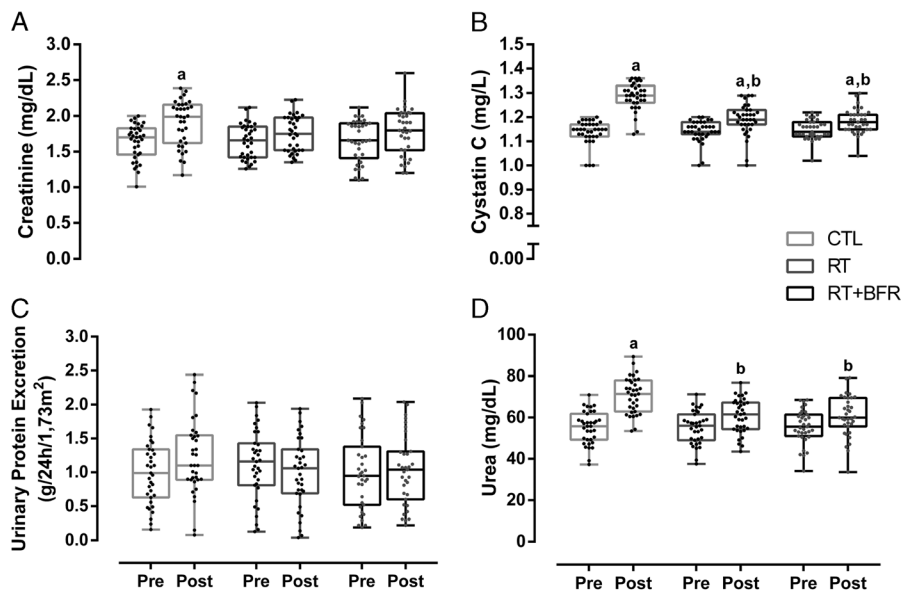 A
Creatinine (mg/dL)
3.0
2.5
2.0
1.5
1.0
0.5
0.0
a
B
Cystatin C (mg/L)
1.5
1.4
1.3
1.2
1.1
1.0
0.9
0.8
0.00
a
a,b
a,b
CTL
RT
RT+BFR
C
Urinary Protein Excretion
(g/24h/1,73m²)
3.0
2.5
2.0
1.5
1.0
0.5
0.0
Pre Post Pre Post Pre Post
D
Urea (mg/dL)
100
80
60
40
20
0
a
b
b
Pre Post Pre Post Pre Post